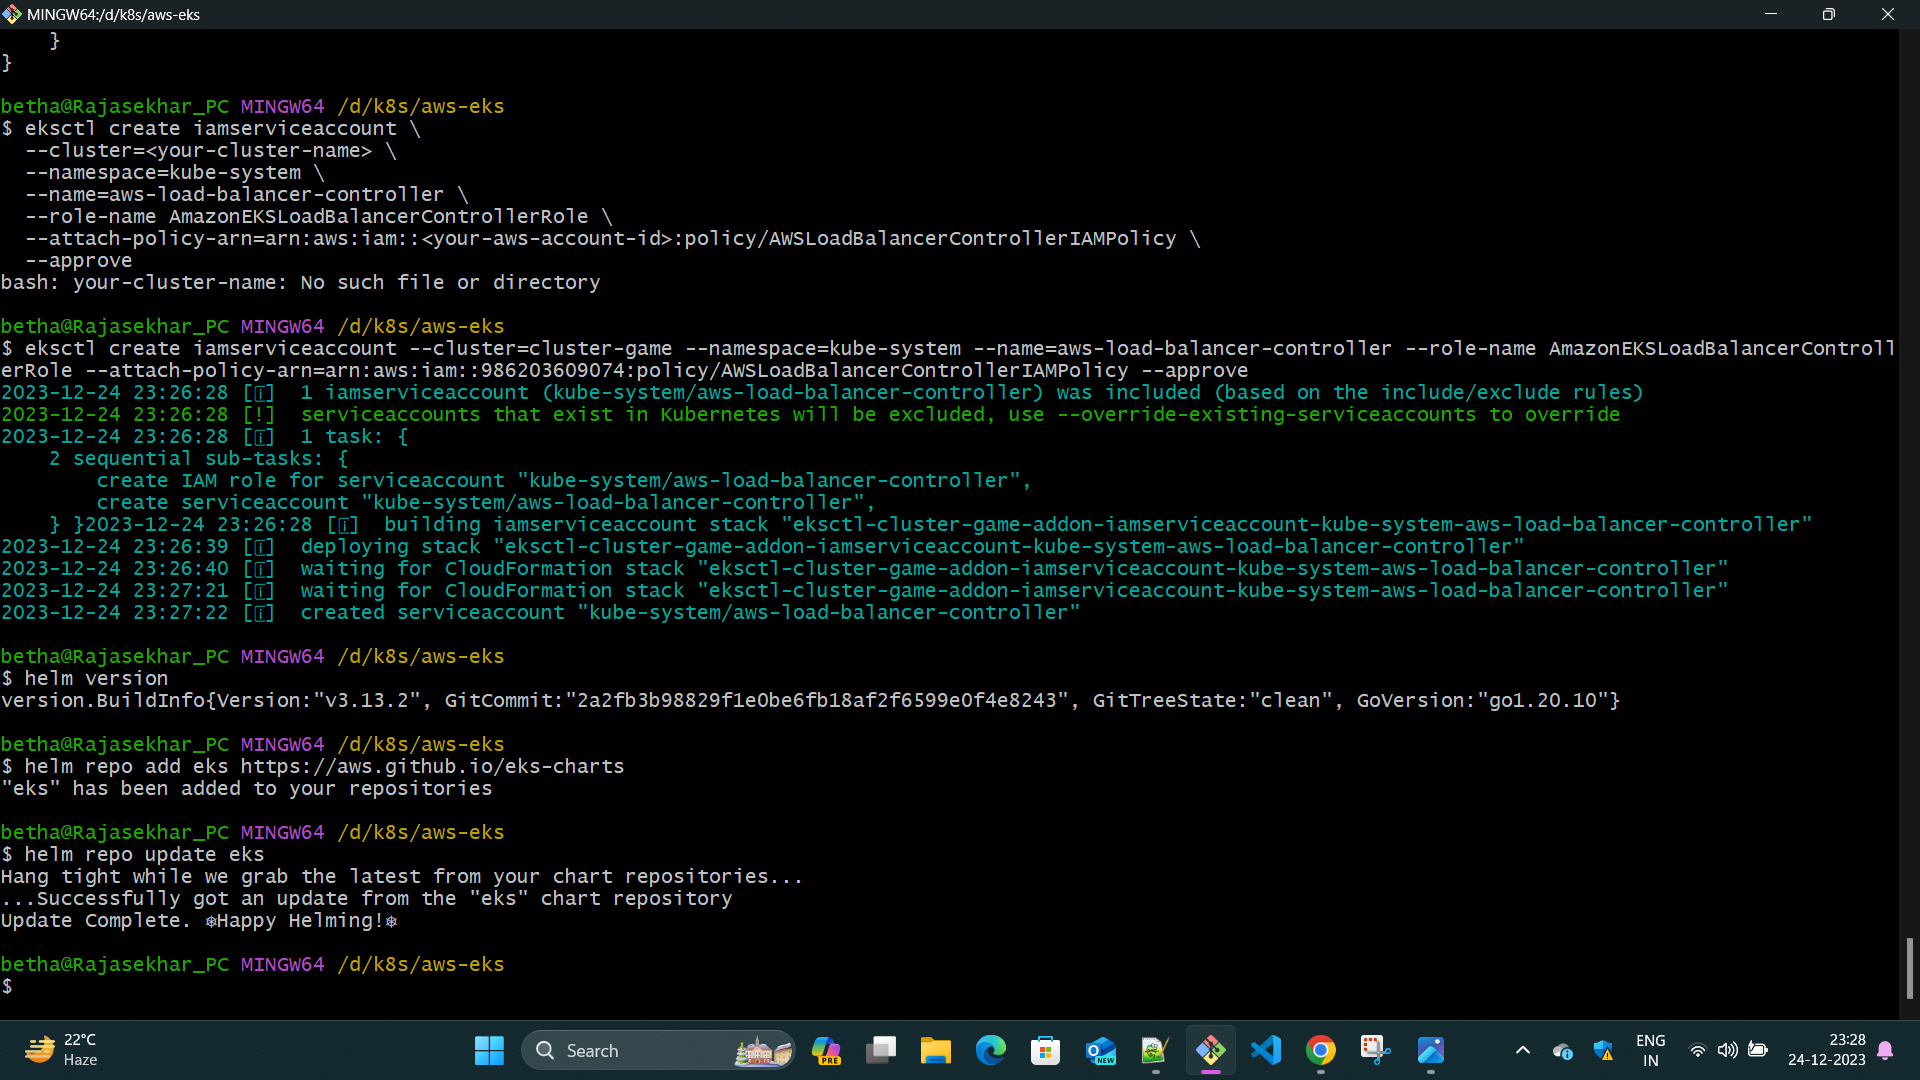 MINGW64:/d/k8s/aws-eks
    }
}
betha@Rajasekhar_PC MINGW64 /d/k8s/aws-eks
$ eksctl create iamserviceaccount \
  --cluster=<your-cluster-name> \
  --namespace=kube-system \
  --name=aws-load-balancer-controller \
  --role-name AmazonEKSLoadBalancerControllerRole \
  --attach-policy-arn=arn:aws:iam::<your-aws-account-id>:policy/AWSLoadBalancerControllerIAMPolicy \
  --approve
bash: your-cluster-name: No such file or directory
betha@Rajasekhar_PC MINGW64 /d/k8s/aws-eks
$ eksctl create iamserviceaccount --cluster=cluster-game --namespace=kube-system --name=aws-load-balancer-controller --role-name AmazonEKSLoadBalancerControll
erRole --attach-policy-arn=arn:aws:iam::986203609074:policy/AWSLoadBalancerControllerIAMPolicy --approve
2023-12-24 23:26:28 [i]  1 iamserviceaccount (kube-system/aws-load-balancer-controller) was included (based on the include/exclude rules)
2023-12-24 23:26:28 [!]  serviceaccounts that exist in Kubernetes will be excluded, use --override-existing-serviceaccounts to override
2023-12-24 23:26:28 [i]  1 task: {
    2 sequential sub-tasks: {
        create IAM role for serviceaccount "kube-system/aws-load-balancer-controller",
        create serviceaccount "kube-system/aws-load-balancer-controller",
    } }2023-12-24 23:26:28 [i]  building iamserviceaccount stack "eksctl-cluster-game-addon-iamserviceaccount-kube-system-aws-load-balancer-controller"
2023-12-24 23:26:39 [i]  deploying stack "eksctl-cluster-game-addon-iamserviceaccount-kube-system-aws-load-balancer-controller"
2023-12-24 23:26:40 [i]  waiting for CloudFormation stack "eksctl-cluster-game-addon-iamserviceaccount-kube-system-aws-load-balancer-controller"
2023-12-24 23:27:21 [i]  waiting for CloudFormation stack "eksctl-cluster-game-addon-iamserviceaccount-kube-system-aws-load-balancer-controller"
2023-12-24 23:27:22 [i]  created serviceaccount "kube-system/aws-load-balancer-controller"
betha@Rajasekhar_PC MINGW64 /d/k8s/aws-eks
$ helm version
version.BuildInfo{Version:"v3.13.2", GitCommit:"2a2fb3b98829f1e0be6fb18af2f6599e0f4e8243", GitTreeState:"clean", GoVersion:"go1.20.10"}
betha@Rajasekhar_PC MINGW64 /d/k8s/aws-eks
$ helm repo add eks https://aws.github.io/eks-charts
"eks" has been added to your repositories
betha@Rajasekhar_PC MINGW64 /d/k8s/aws-eks
$ helm repo update eks
Hang tight while we grab the latest from your chart repositories...
...Successfully got an update from the "eks" chart repository
Update Complete. ⎈Happy Helming!⎈
betha@Rajasekhar_PC MINGW64 /d/k8s/aws-eks
$
22°C
Haze
Search
PRE
NEW
ENG
IN
23:28
24-12-2023